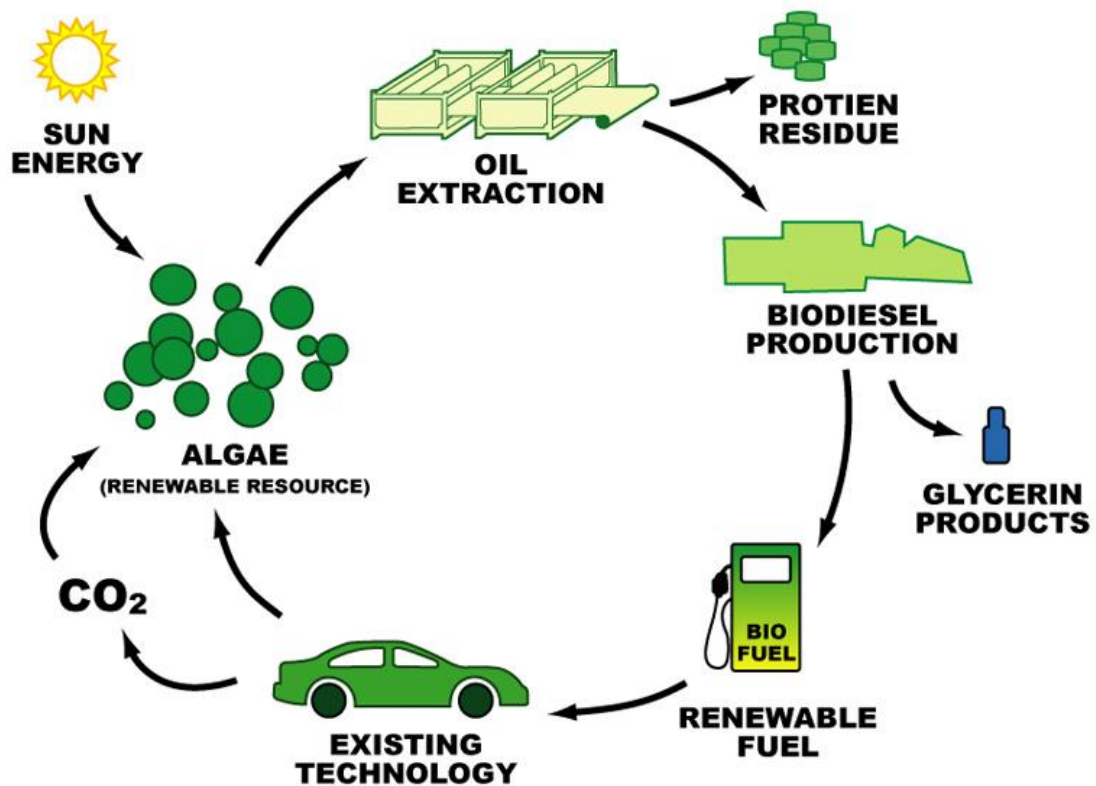 SUN
ENERGY
OIL
EXTRACTION
PROTIEN
RESIDUE
BIODIESEL
PRODUCTION
ALGAE
(RENEWABLE RESOURCE)
GLYCERIN
PRODUCTS
CO₂
BIO
FUEL
RENEWABLE
FUEL
EXISTING
TECHNOLOGY